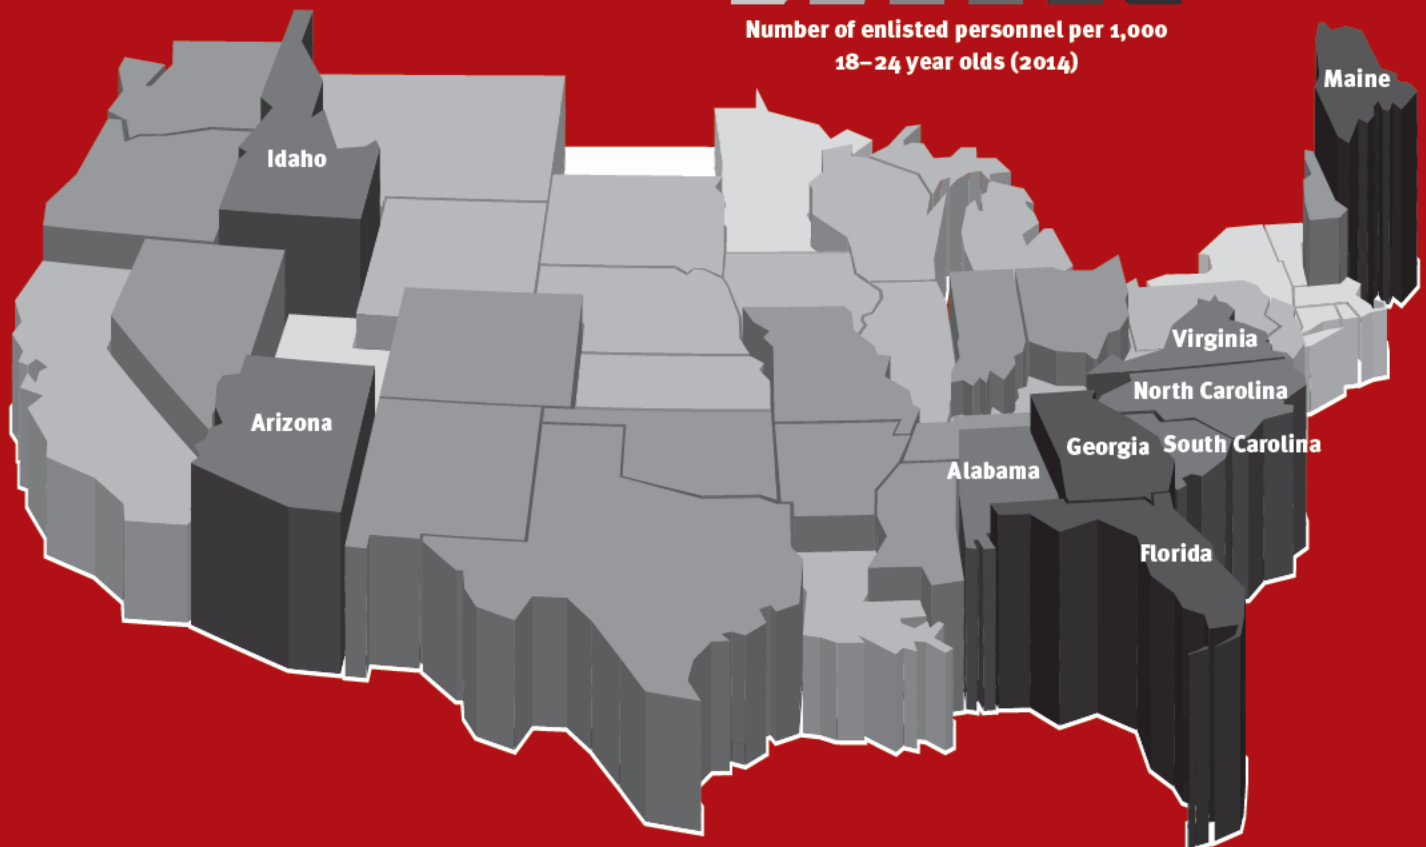 Number of enlisted personnel per 1,000
18–24 year olds (2014)
Maine
Idaho
Virginia
North Carolina
Arizona
Georgia
South Carolina
Alabama
Florida